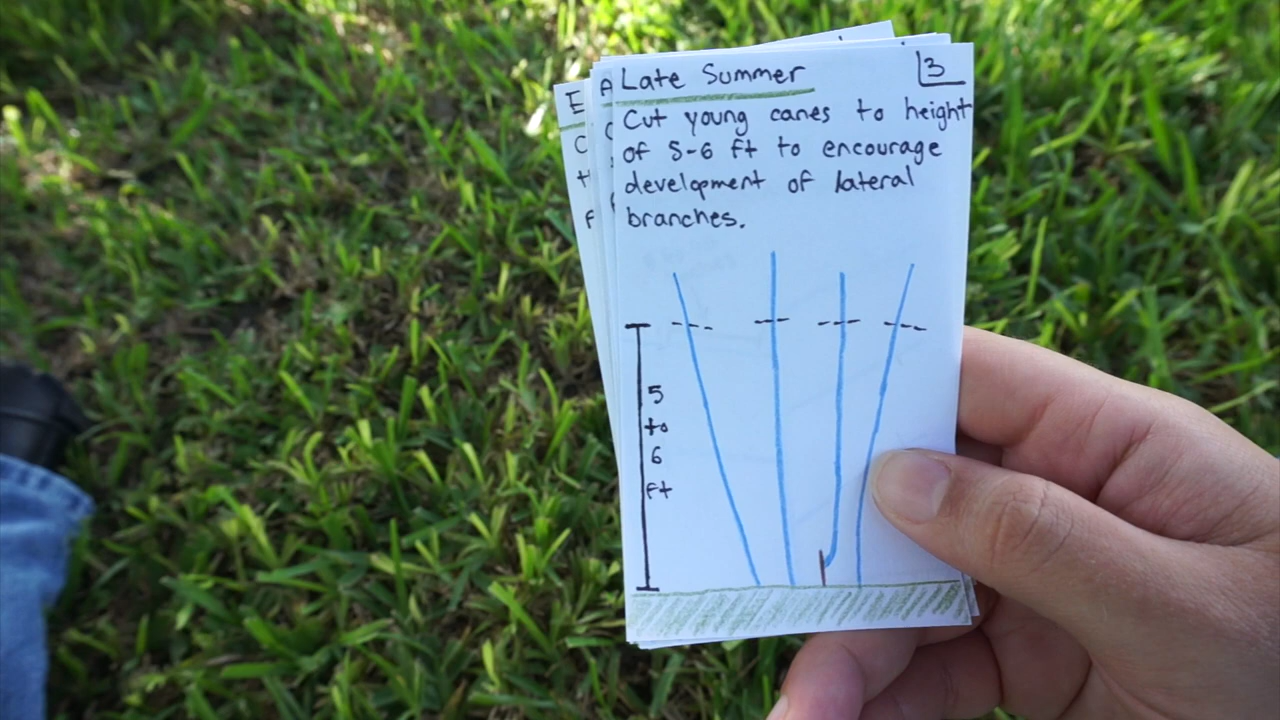 Late Summer
3
Cut young canes to height
of 5-6 ft to encourage
development of lateral
branches.
5
to
6
ft
E
C
A